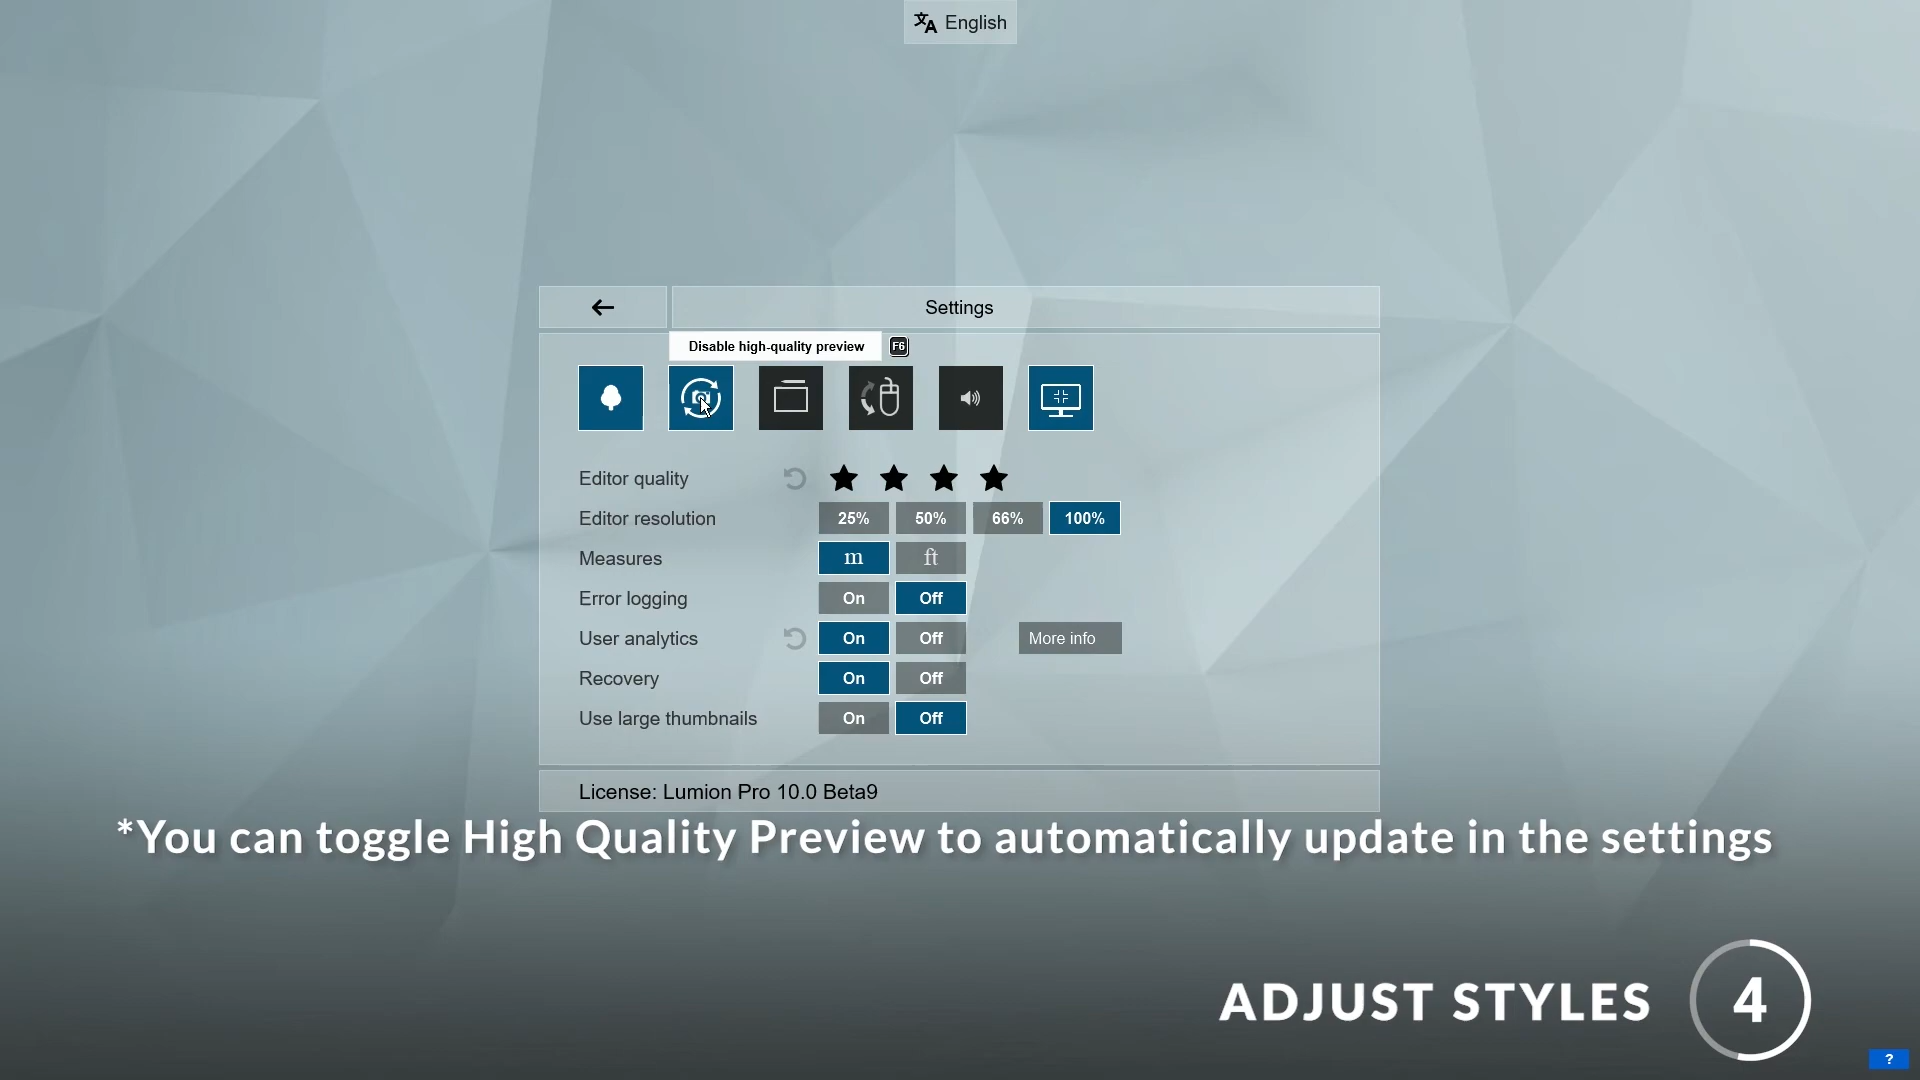 English
Settings
Disable high-quality preview F6
Editor quality
Editor resolution 25% 50% 66% 100%
Measures m ft
Error logging On Off
User analytics On Off More info
Recovery On Off
Use large thumbnails On Off
License: Lumion Pro 10.0 Beta9
*You can toggle High Quality Preview to automatically update in the settings
ADJUST STYLES 4
?